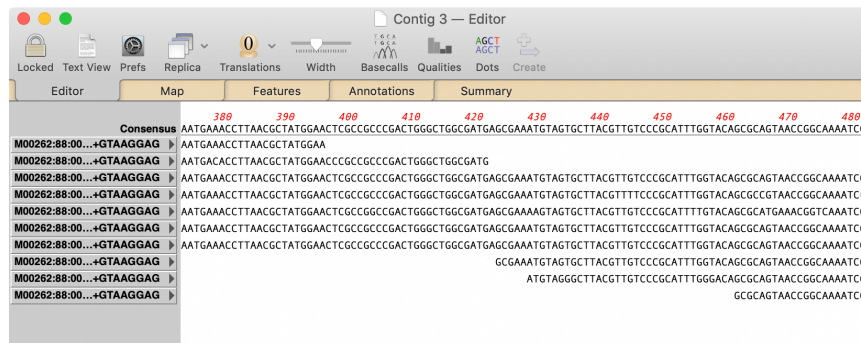 Contig 3 — Editor
AGCT
AGCT
Locked Text View Prefs Replica Translations Width Basecalls Qualities Dots Create
Editor Map Features Annotations Summary
380 390 400 410 420 430 440 450 460 470 480
Consensus AATGAAACCTTAACGCTATGGAACTCGCCGCCCGACTGGGCTGGCGATGAGCGAAATGTAGTGCTTACGTTGTCCCGCATTTGGTACAGCGCAGTAACCGGCAAAATC
M00262:88:00...+GTAAGGAG AATGAAACCTTAACGCTATGGAA
M00262:88:00...+GTAAGGAG AATGACACCTTAACGCTATGGAACCCGCCGCCCGACTGGGCTGGCGATG
M00262:88:00...+GTAAGGAG AATGAAACCTTAACGCTATGGAACTCGCCGCCCGACTGGGCTGGCGATGAGCGAAATGTAGTGCTTACGTTGTCCCGCATTTGGTACAGCGCAGTAACCGGCAAAATC
M00262:88:00...+GTAAGGAG AATGAAACCTTAACGCTATGGAACTCGCCGCCCGACTGGGCTGGCGATGAGCGAAATGTAGTGCTTACGTTTTCCCGCATTTGGTACAGCGCCGTAACCGGCAAAATC
M00262:88:00...+GTAAGGAG AATGAAACCTTAACGCTATGGAACTCGCCGCCCGACTGGGCTGGCGATGAGCGAAAAGTAGTGCTTACGTTGTCCCGCATTTTGTACAGCGCATGAAACGGTCAAATC
M00262:88:00...+GTAAGGAG AATGAAACCTTAACGCTATGGAACTCGCCGCCCGACTGGGCTGGCGATGAGCGAAATGTAGTGCTTACGTTGTCCCGCATTTGGTACAGCGCAGTAACCGGCAAAATC
M00262:88:00...+GTAAGGAG AATGAAACCTTAACGCTATGGAACTCGCCGCCCGACTGGGCTGGCGATGAGCGAAATGTAGTGCTTACGTTGTCCCGCATTTGGTACAGCGCAGTAACCGGCAAAATC
M00262:88:00...+GTAAGGAG GCGAAATGTAGTGCTTACGTTGTCCCGCATTTGGTACAGCGCAGTAACCGGCAAAATC
M00262:88:00...+GTAAGGAG ATGTAGGGCTTACGTTGTCCCGCATTTGGGACAGCGCAGTAACCGGCAAAATC
M00262:88:00...+GTAAGGAG GCGCAGTAACCGGCAAAATC